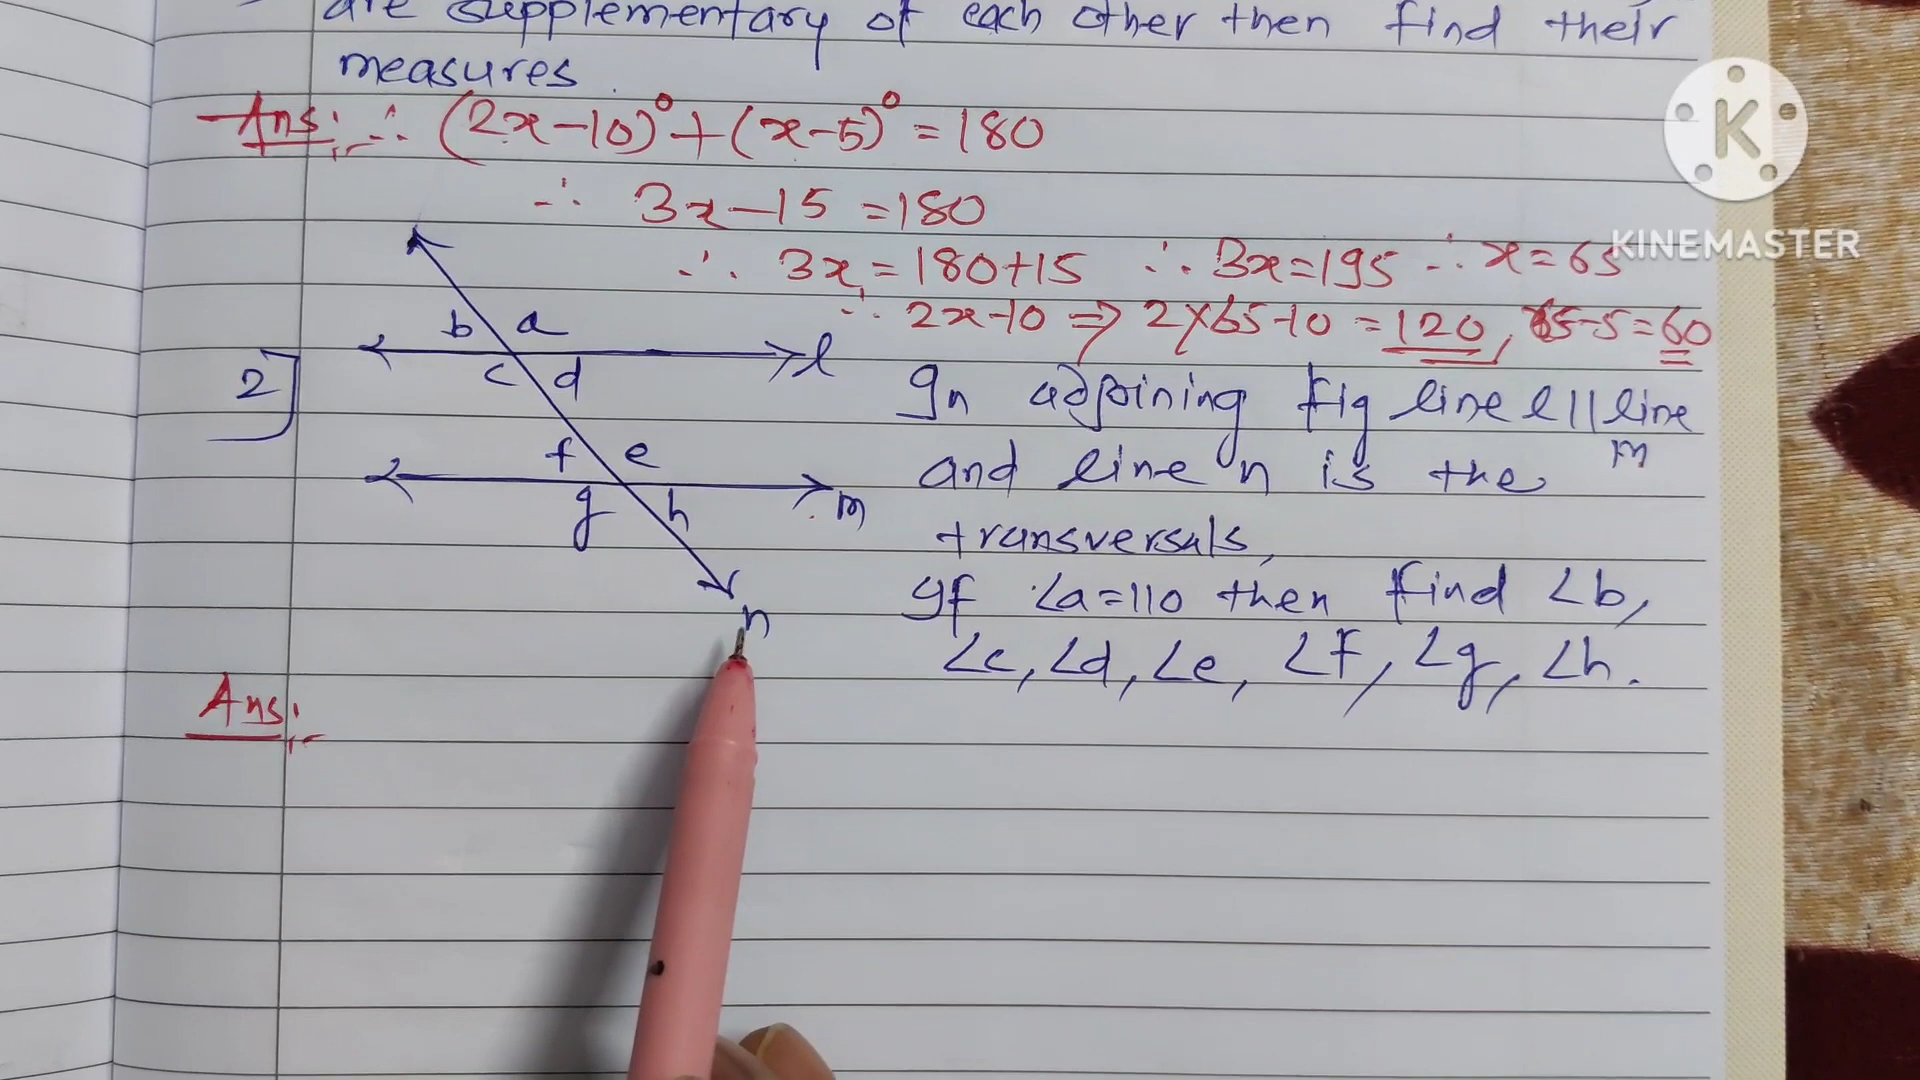 are supplementary of each other then find their
measures.
Ans:- ∴ (2x-10)° + (x-5)° = 180
∴ 3x-15 = 180
∴ 3x = 180+15 ∴ 3x=195 ∴ x=65
∴ 2x-10 ⇒ 2×65-10 = 120, 65-5=60
K
KINEMASTER
2]
b a
l
c d
f e
g h
m
n
In adjoining fig line l || line
m
and line n is the
transversals,
If ∠a=110 then find ∠b,
∠c, ∠d, ∠e, ∠f, ∠g, ∠h.
Ans:-